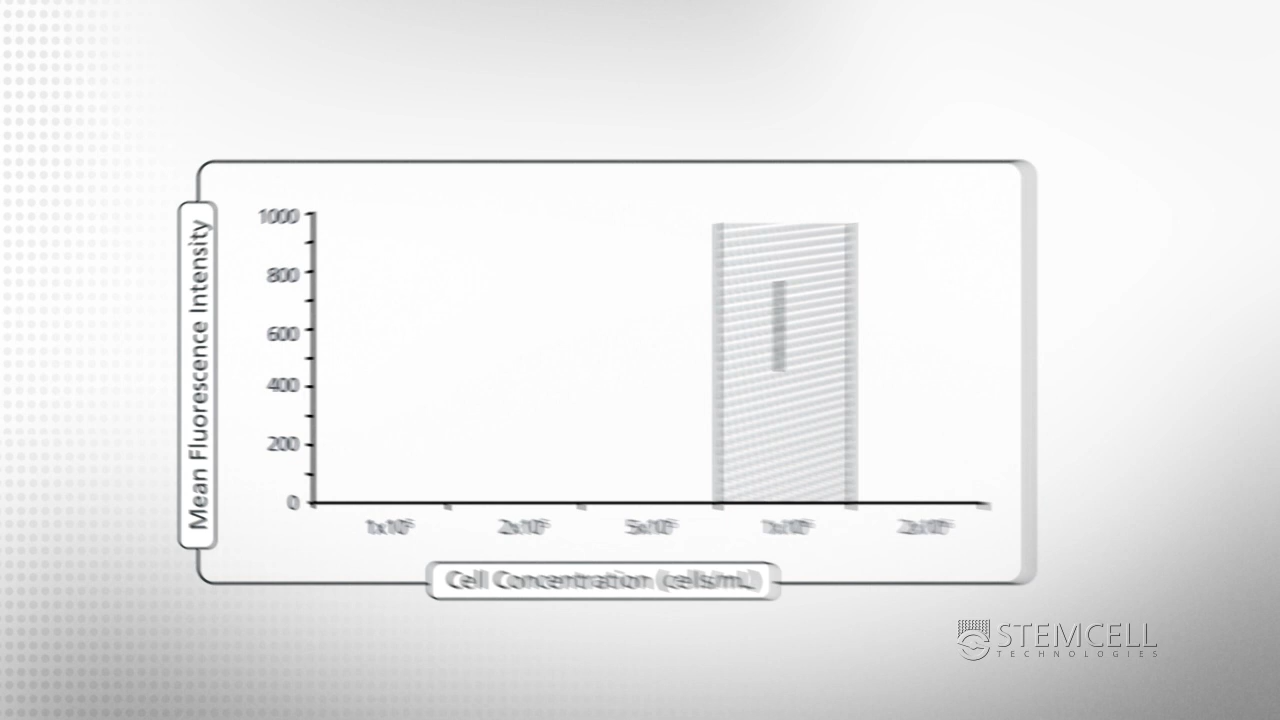 Mean Fluorescence Intensity
1000
800
600
400
200
0
Cell Concentration (cells/mL)
STEMCELL
TECHNOLOGIES